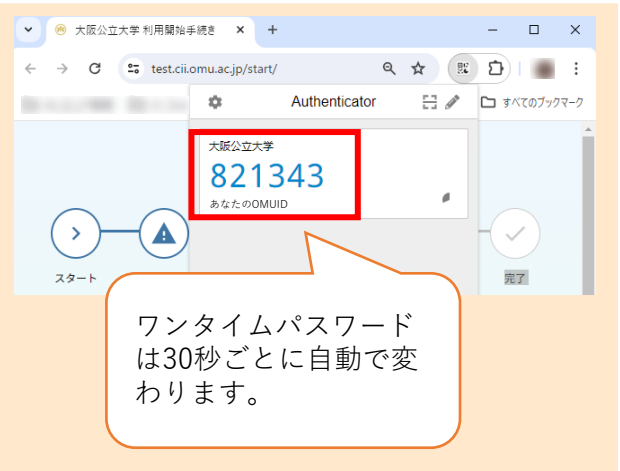 大阪公立大学 利用開始手続き
test.cii.omu.ac.jp/start/
Authenticator
すべてのブックマーク
大阪公立大学
821343
あなたのOMUID
スタート
完了
ワンタイムパスワード
は30秒ごとに自動で変
わります。